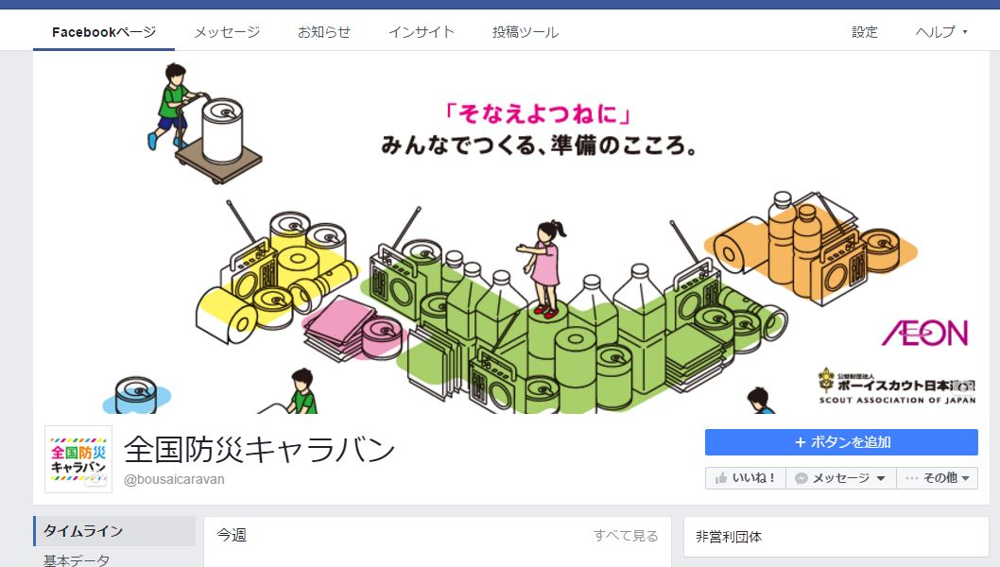 Facebookページ メッセージ お知らせ インサイト 投稿ツール 設定 ヘルプ
「そなえよつねに」
みんなでつくる、準備のこころ。
AEON
公益財団法人
ボーイスカウト日本
SCOUT ASSOCIATION OF JAPAN
全国防災
キャラバン
全国防災キャラバン
@bousaicaravan
+ ボタンを追加
いいね！ メッセージ その他
タイムライン
基本データ
今週 すべて見る
非営利団体